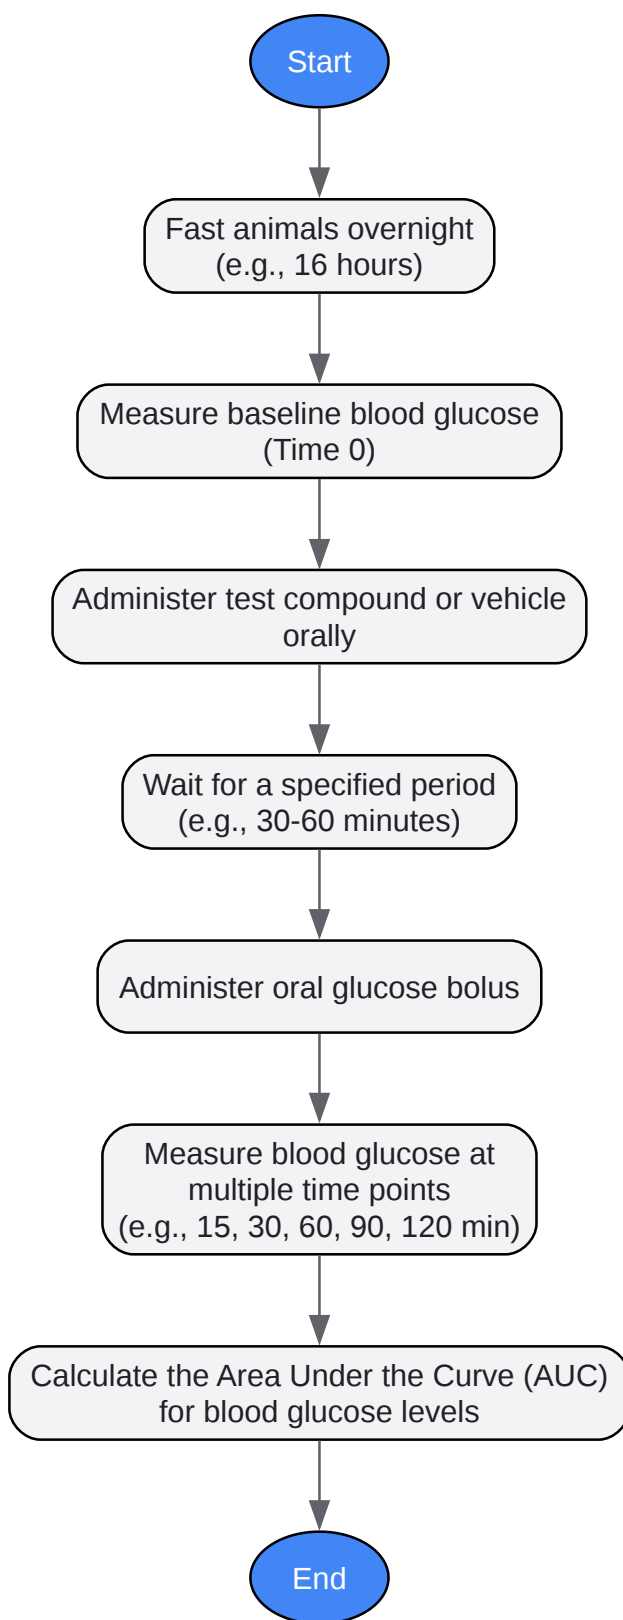 Start
Fast animals overnight
(e.g., 16 hours)
Measure baseline blood glucose
(Time 0)
Administer test compound or vehicle
orally
Wait for a specified period
(e.g., 30-60 minutes)
Administer oral glucose bolus
Measure blood glucose at
multiple time points
(e.g., 15, 30, 60, 90, 120 min)
Calculate the Area Under the Curve (AUC)
for blood glucose levels
End